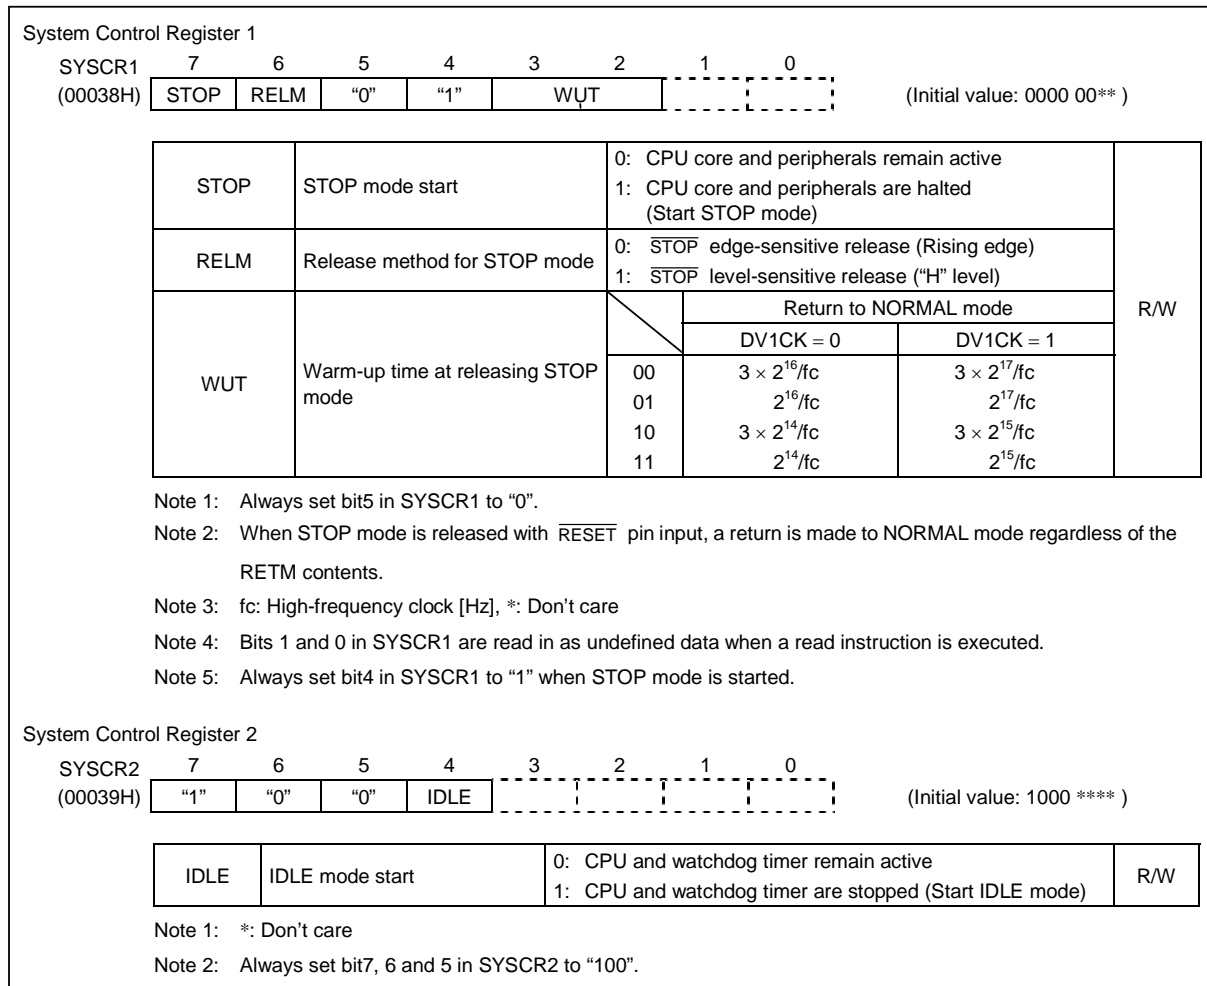 System Control Register 1
SYSCR1 7 6 5 4 3 2 1 0
(00038H) STOP RELM “0” “1” WUT (Initial value: 0000 00** )
STOP STOP mode start 0: CPU core and peripherals remain active
1: CPU core and peripherals are halted
(Start STOP mode)
R/W
RELM Release method for STOP mode 0: STOP edge-sensitive release (Rising edge)
1: STOP level-sensitive release (“H” level)
WUT Warm-up time at releasing STOP mode
Return to NORMAL mode
DV1CK = 0 DV1CK = 1
00 3 × 2^16/fc 3 × 2^17/fc
01 2^16/fc 2^17/fc
10 3 × 2^14/fc 3 × 2^15/fc
11 2^14/fc 2^15/fc
Note 1: Always set bit5 in SYSCR1 to “0”.
Note 2: When STOP mode is released with RESET pin input, a return is made to NORMAL mode regardless of the
RETM contents.
Note 3: fc: High-frequency clock [Hz], *: Don’t care
Note 4: Bits 1 and 0 in SYSCR1 are read in as undefined data when a read instruction is executed.
Note 5: Always set bit4 in SYSCR1 to “1” when STOP mode is started.
System Control Register 2
SYSCR2 7 6 5 4 3 2 1 0
(00039H) “1” “0” “0” IDLE (Initial value: 1000 **** )
IDLE IDLE mode start 0: CPU and watchdog timer remain active
1: CPU and watchdog timer are stopped (Start IDLE mode)
R/W
Note 1: *: Don’t care
Note 2: Always set bit7, 6 and 5 in SYSCR2 to “100”.